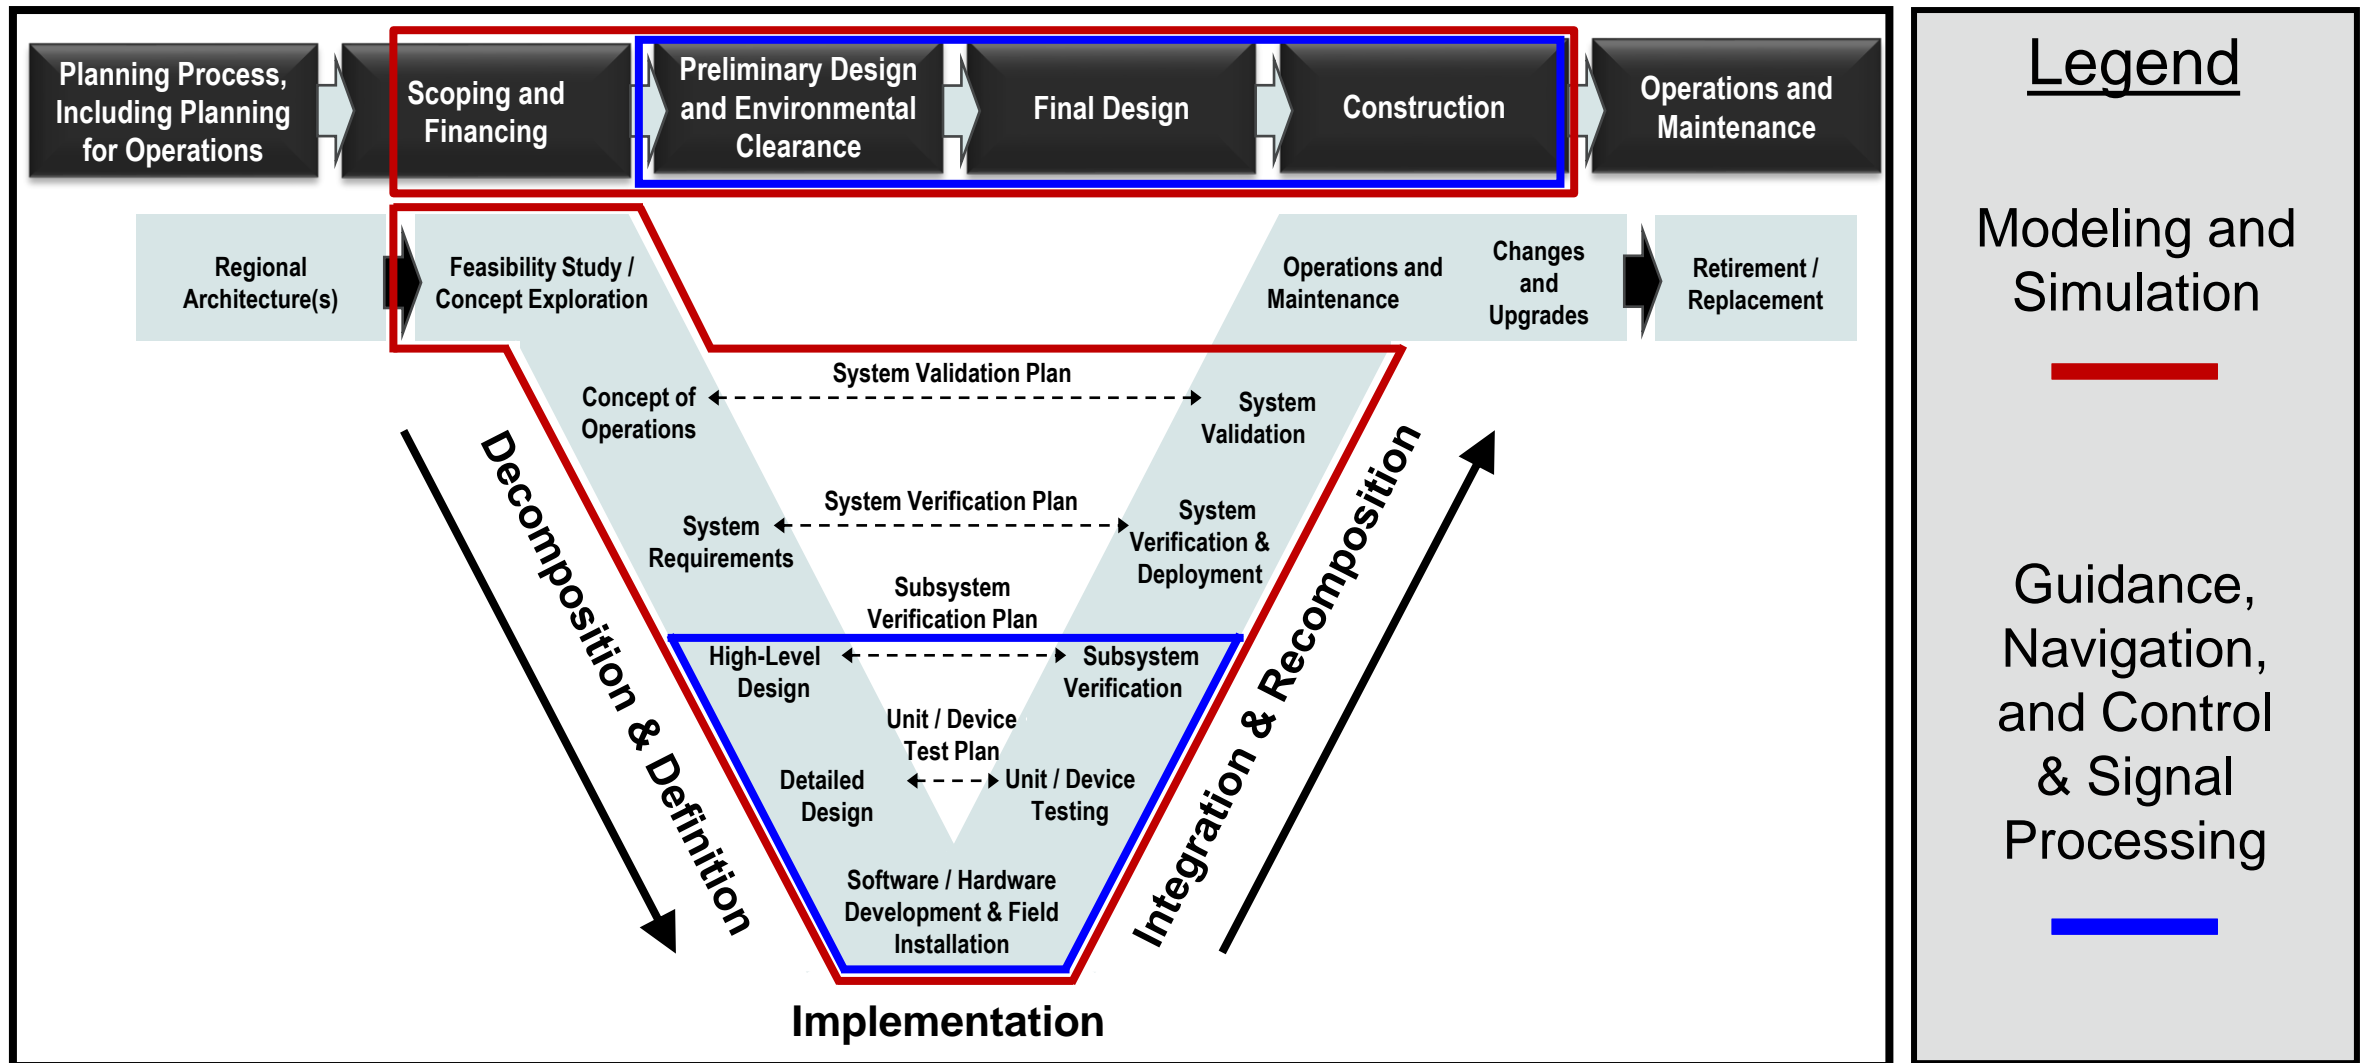 Planning Process,
Including Planning
for Operations
Scoping and
Financing
Preliminary Design
and Environmental
Clearance
Final Design
Construction
Operations and
Maintenance
Regional
Architecture(s)
Feasibility Study /
Concept Exploration
Operations and
Maintenance
Changes
and
Upgrades
Retirement /
Replacement
System Validation Plan
Concept of
Operations
System
Validation
System Verification Plan
System
Requirements
System
Verification &
Deployment
Subsystem
Verification Plan
High-Level
Design
Subsystem
Verification
Unit / Device
Test Plan
Detailed
Design
Unit / Device
Testing
Software / Hardware
Development & Field
Installation
Decomposition & Definition
Integration & Recomposition
Implementation
Legend
Modeling and
Simulation
Guidance,
Navigation,
and Control
& Signal
Processing